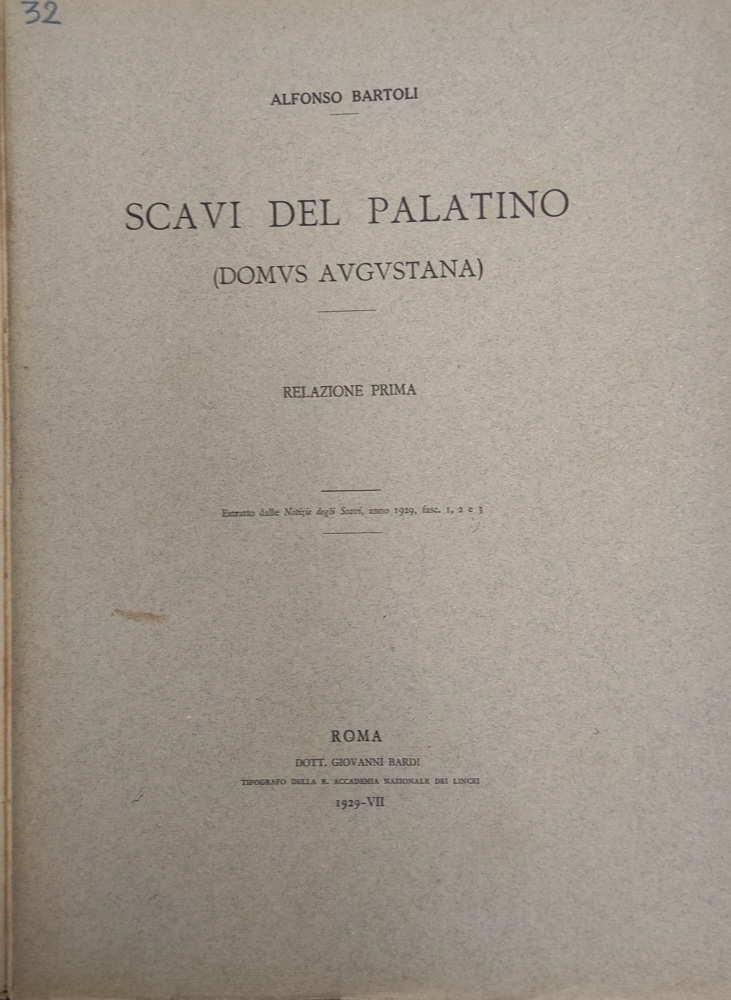 32
ALFONSO BARTOLI
SCAVI DEL PALATINO
(DOMVS AVGVSTANA)
RELAZIONE PRIMA
Estratto dalle Notizie degli Scavi, anno 1929, fasc. 1, 2 e 3
ROMA
DOTT. GIOVANNI BARDI
TIPOGRAFO DELLA R. ACCADEMIA NAZIONALE DEI LINCEI
1929-VII